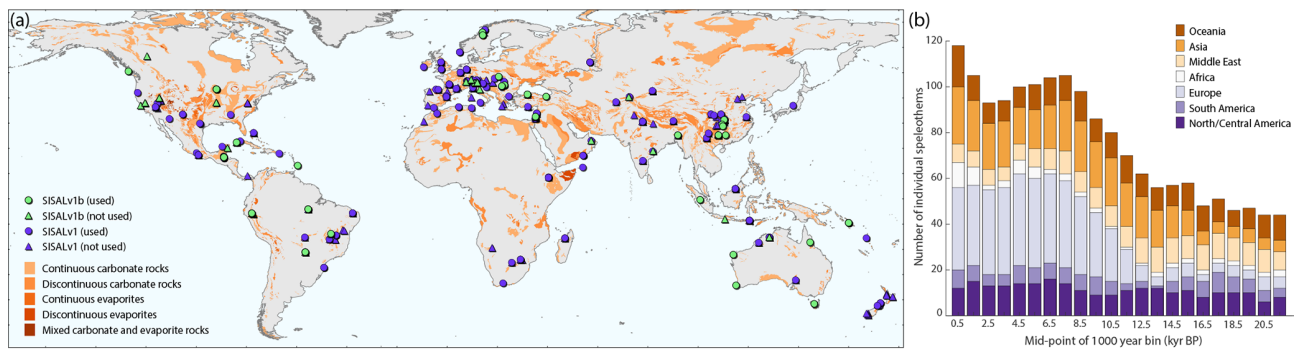 (a)
SISALv1b (used)
SISALv1b (not used)
SISALv1 (used)
SISALv1 (not used)
Continuous carbonate rocks
Discontinuous carbonate rocks
Continuous evaporites
Discontinuous evaporites
Mixed carbonate and evaporite rocks
(b)
Oceania
Asia
Middle East
Africa
Europe
South America
North/Central America
Number of individual speleothems
120
100
80
60
40
20
0
0.5 2.5 4.5 6.5 8.5 10.5 12.5 14.5 16.5 18.5 20.5
Mid-point of 1000 year bin (kyr BP)